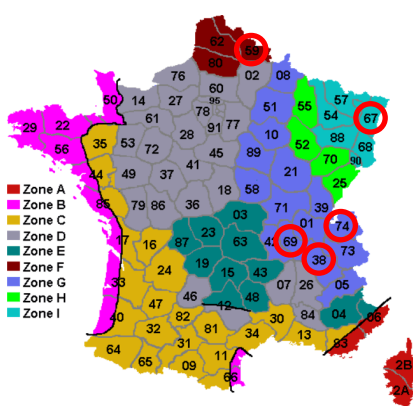 62 59
80
76 02 08
60
95
50 14 27 78 51 55 57 67
61 91 77 54
29 22 28 10 88
56 35 53 72 52 68
45 89 70 90
44 49 37 41 21 25
18 58
85 79 86 36 71 39
03 01 74
17 16 87 23 63 42 69 73
24 19 15 43 38
33 46 48 07 26 05
47 12 04 06
40 82 30 84
32 81 34 13 83
64 31 11
65 09 66
2B
2A
Zone A
Zone B
Zone C
Zone D
Zone E
Zone F
Zone G
Zone H
Zone I